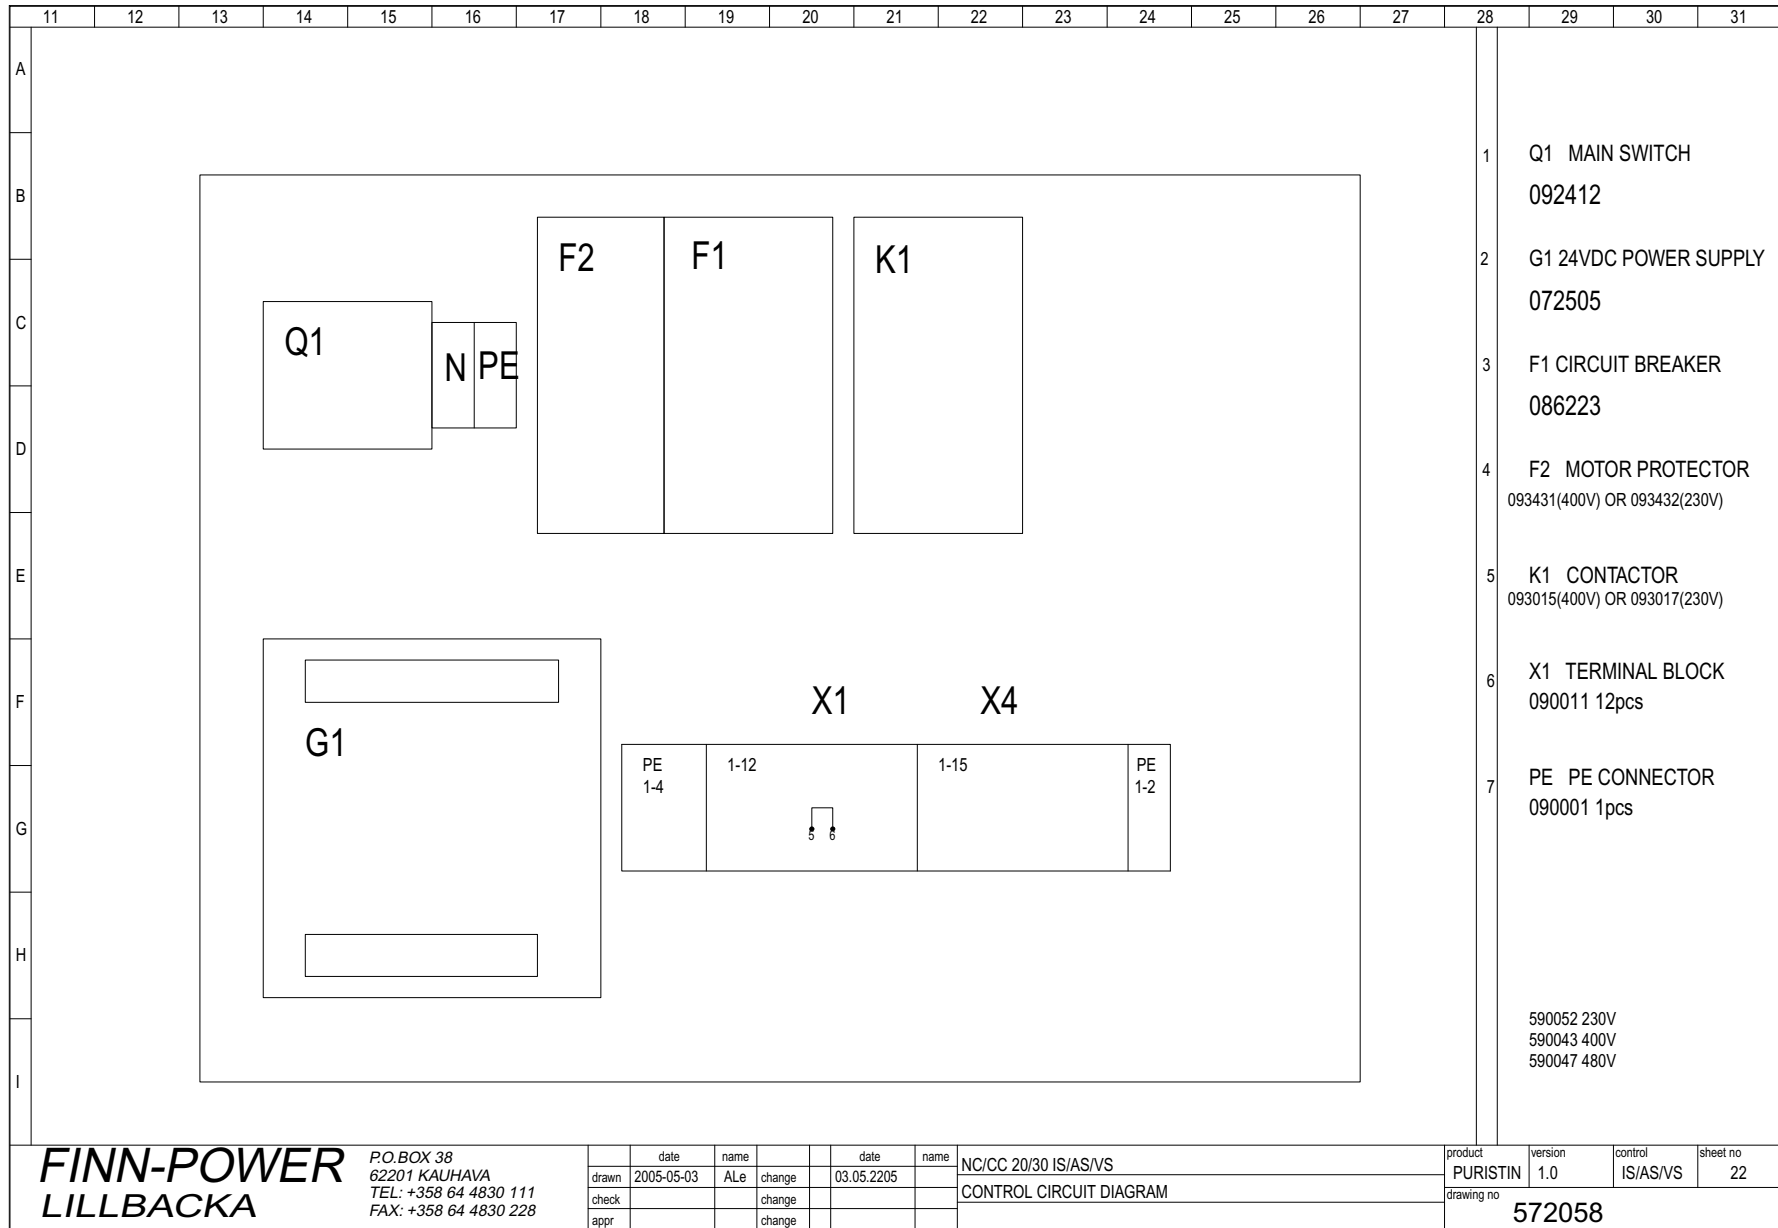 11 12 13 14 15 16 17 18 19 20 21 22 23 24 25 26 27 28 29 30 31
A
B
C
D
E
F
G
H
I
Q1
N PE
F2
F1
K1
G1
X1
X4
PE
1-4
1-12
5 6
1-15
PE
1-2
1 Q1 MAIN SWITCH
092412
2 G1 24VDC POWER SUPPLY
072505
3 F1 CIRCUIT BREAKER
086223
4 F2 MOTOR PROTECTOR
093431(400V) OR 093432(230V)
5 K1 CONTACTOR
093015(400V) OR 093017(230V)
6 X1 TERMINAL BLOCK
090011 12pcs
7 PE PE CONNECTOR
090001 1pcs
590052 230V
590043 400V
590047 480V
FINN-POWER
LILLBACKA
P.O.BOX 38
62201 KAUHAVA
TEL: +358 64 4830 111
FAX: +358 64 4830 228
date name date name
drawn 2005-05-03 ALe change 03.05.2205
check change
appr change
NC/CC 20/30 IS/AS/VS
CONTROL CIRCUIT DIAGRAM
product version control sheet no
PURISTIN 1.0 IS/AS/VS 22
drawing no
572058